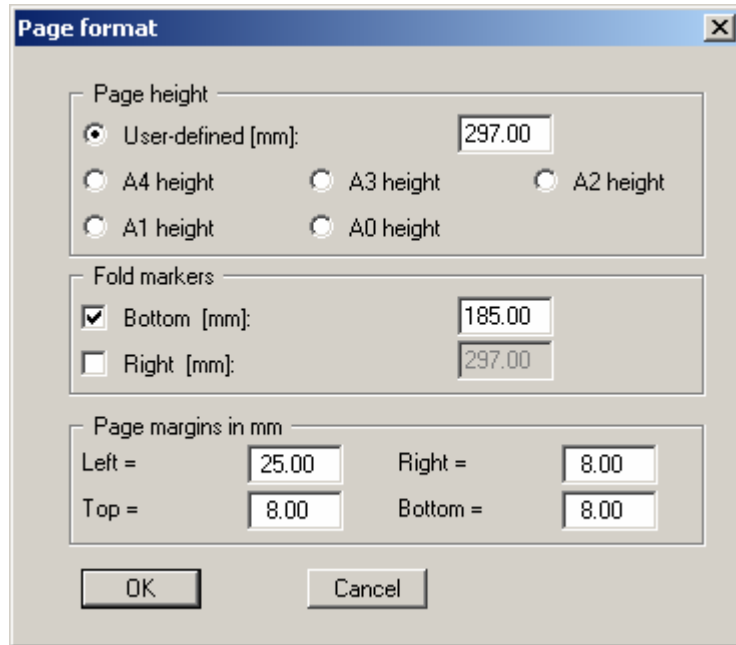 Page format
Page height
User-defined [mm]: 297.00
A4 height A3 height A2 height
A1 height A0 height
Fold markers
Bottom [mm]: 185.00
Right [mm]: 297.00
Page margins in mm
Left = 25.00 Right = 8.00
Top = 8.00 Bottom = 8.00
OK Cancel